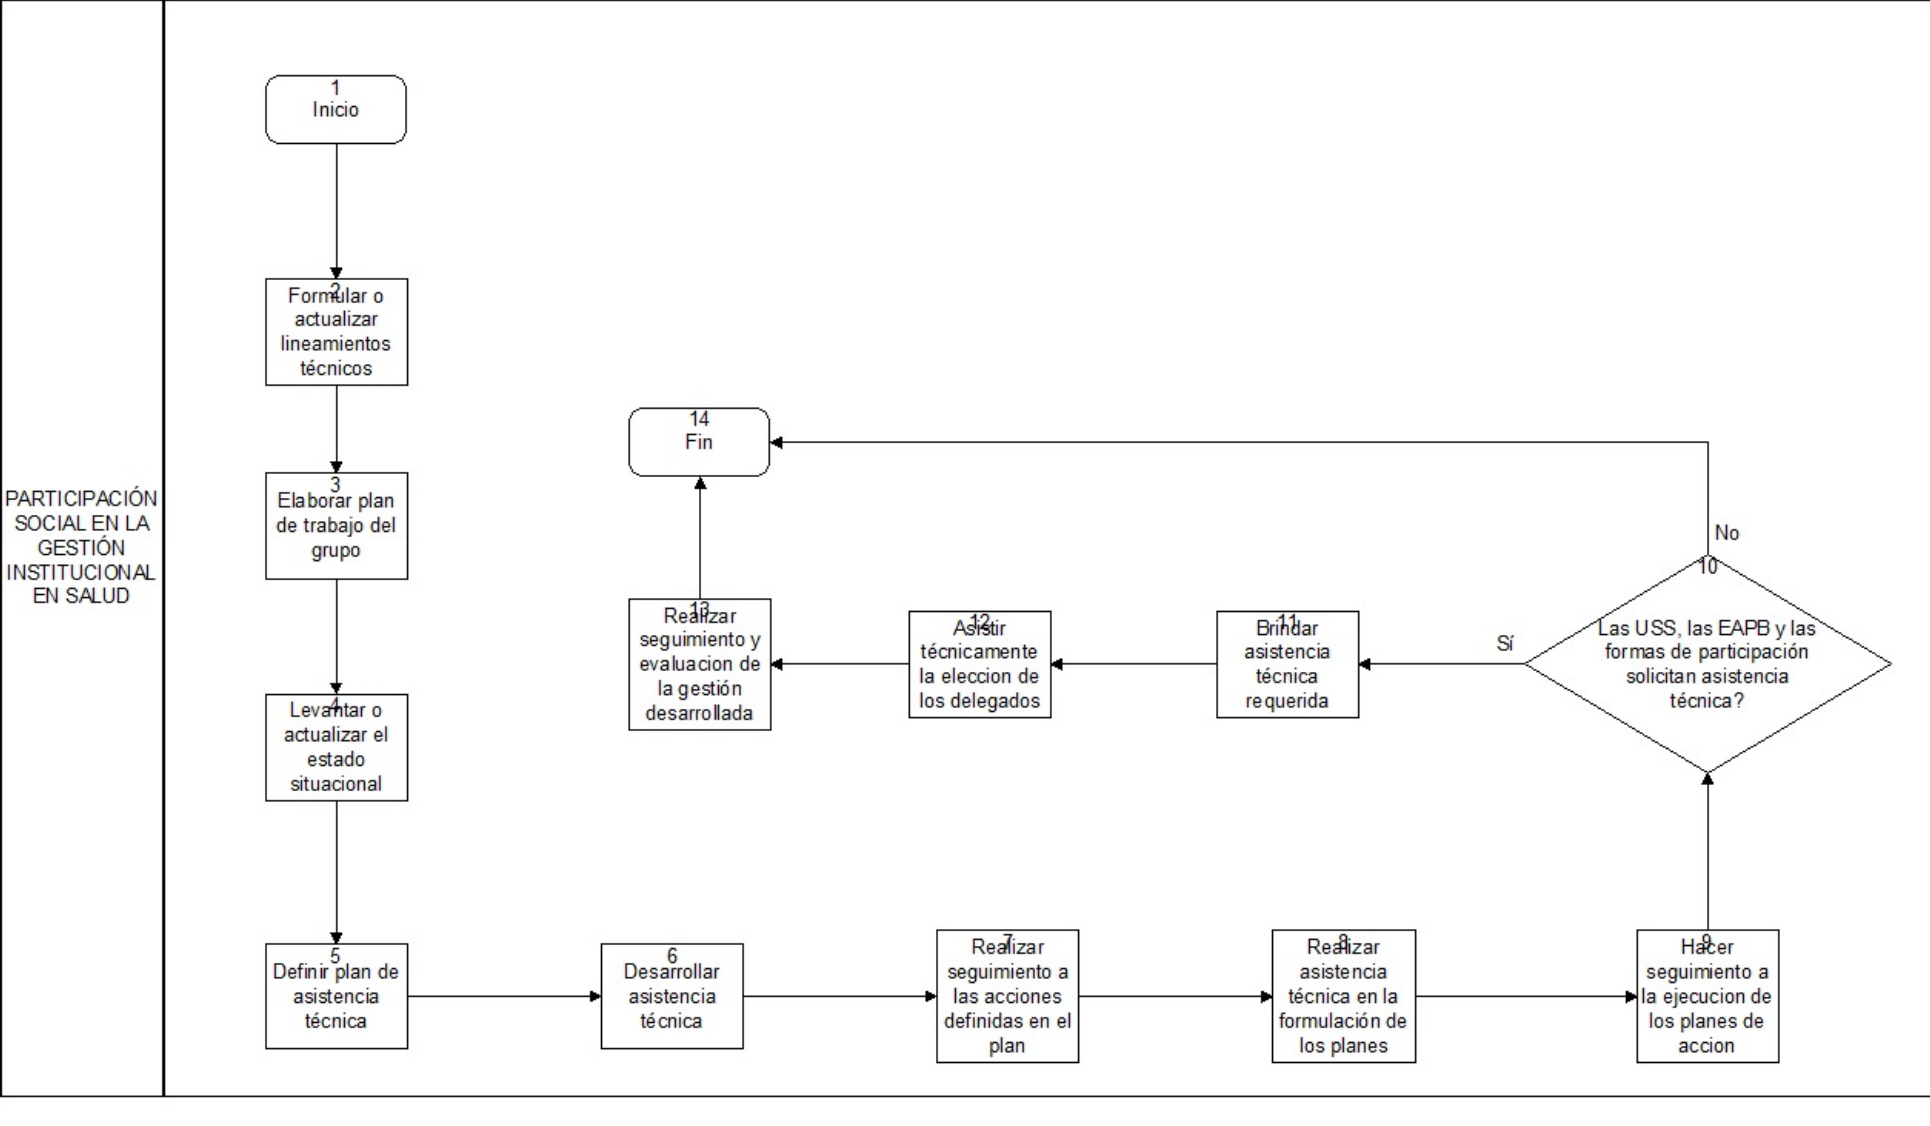 PARTICIPACIÓN
SOCIAL EN LA
GESTIÓN
INSTITUCIONAL
EN SALUD
1
Inicio
2
Formular o
actualizar
lineamientos
técnicos
3
Elaborar plan
de trabajo del
grupo
4
Levantar o
actualizar el
estado
situacional
5
Definir plan de
asistencia
técnica
6
Desarrollar
asistencia
técnica
7
Realizar
seguimiento a
las acciones
definidas en el
plan
8
Realizar
asistencia
técnica en la
formulación de
los planes
9
Hacer
seguimiento a
la ejecucion de
los planes de
accion
10
Las USS, las EAPB y las
formas de participación
solicitan asistencia
técnica?
No
Sí
11
Brindar
asistencia
técnica
requerida
12
Asistir
técnicamente
la eleccion de
los delegados
13
Realizar
seguimiento y
evaluacion de
la gestión
desarrollada
14
Fin